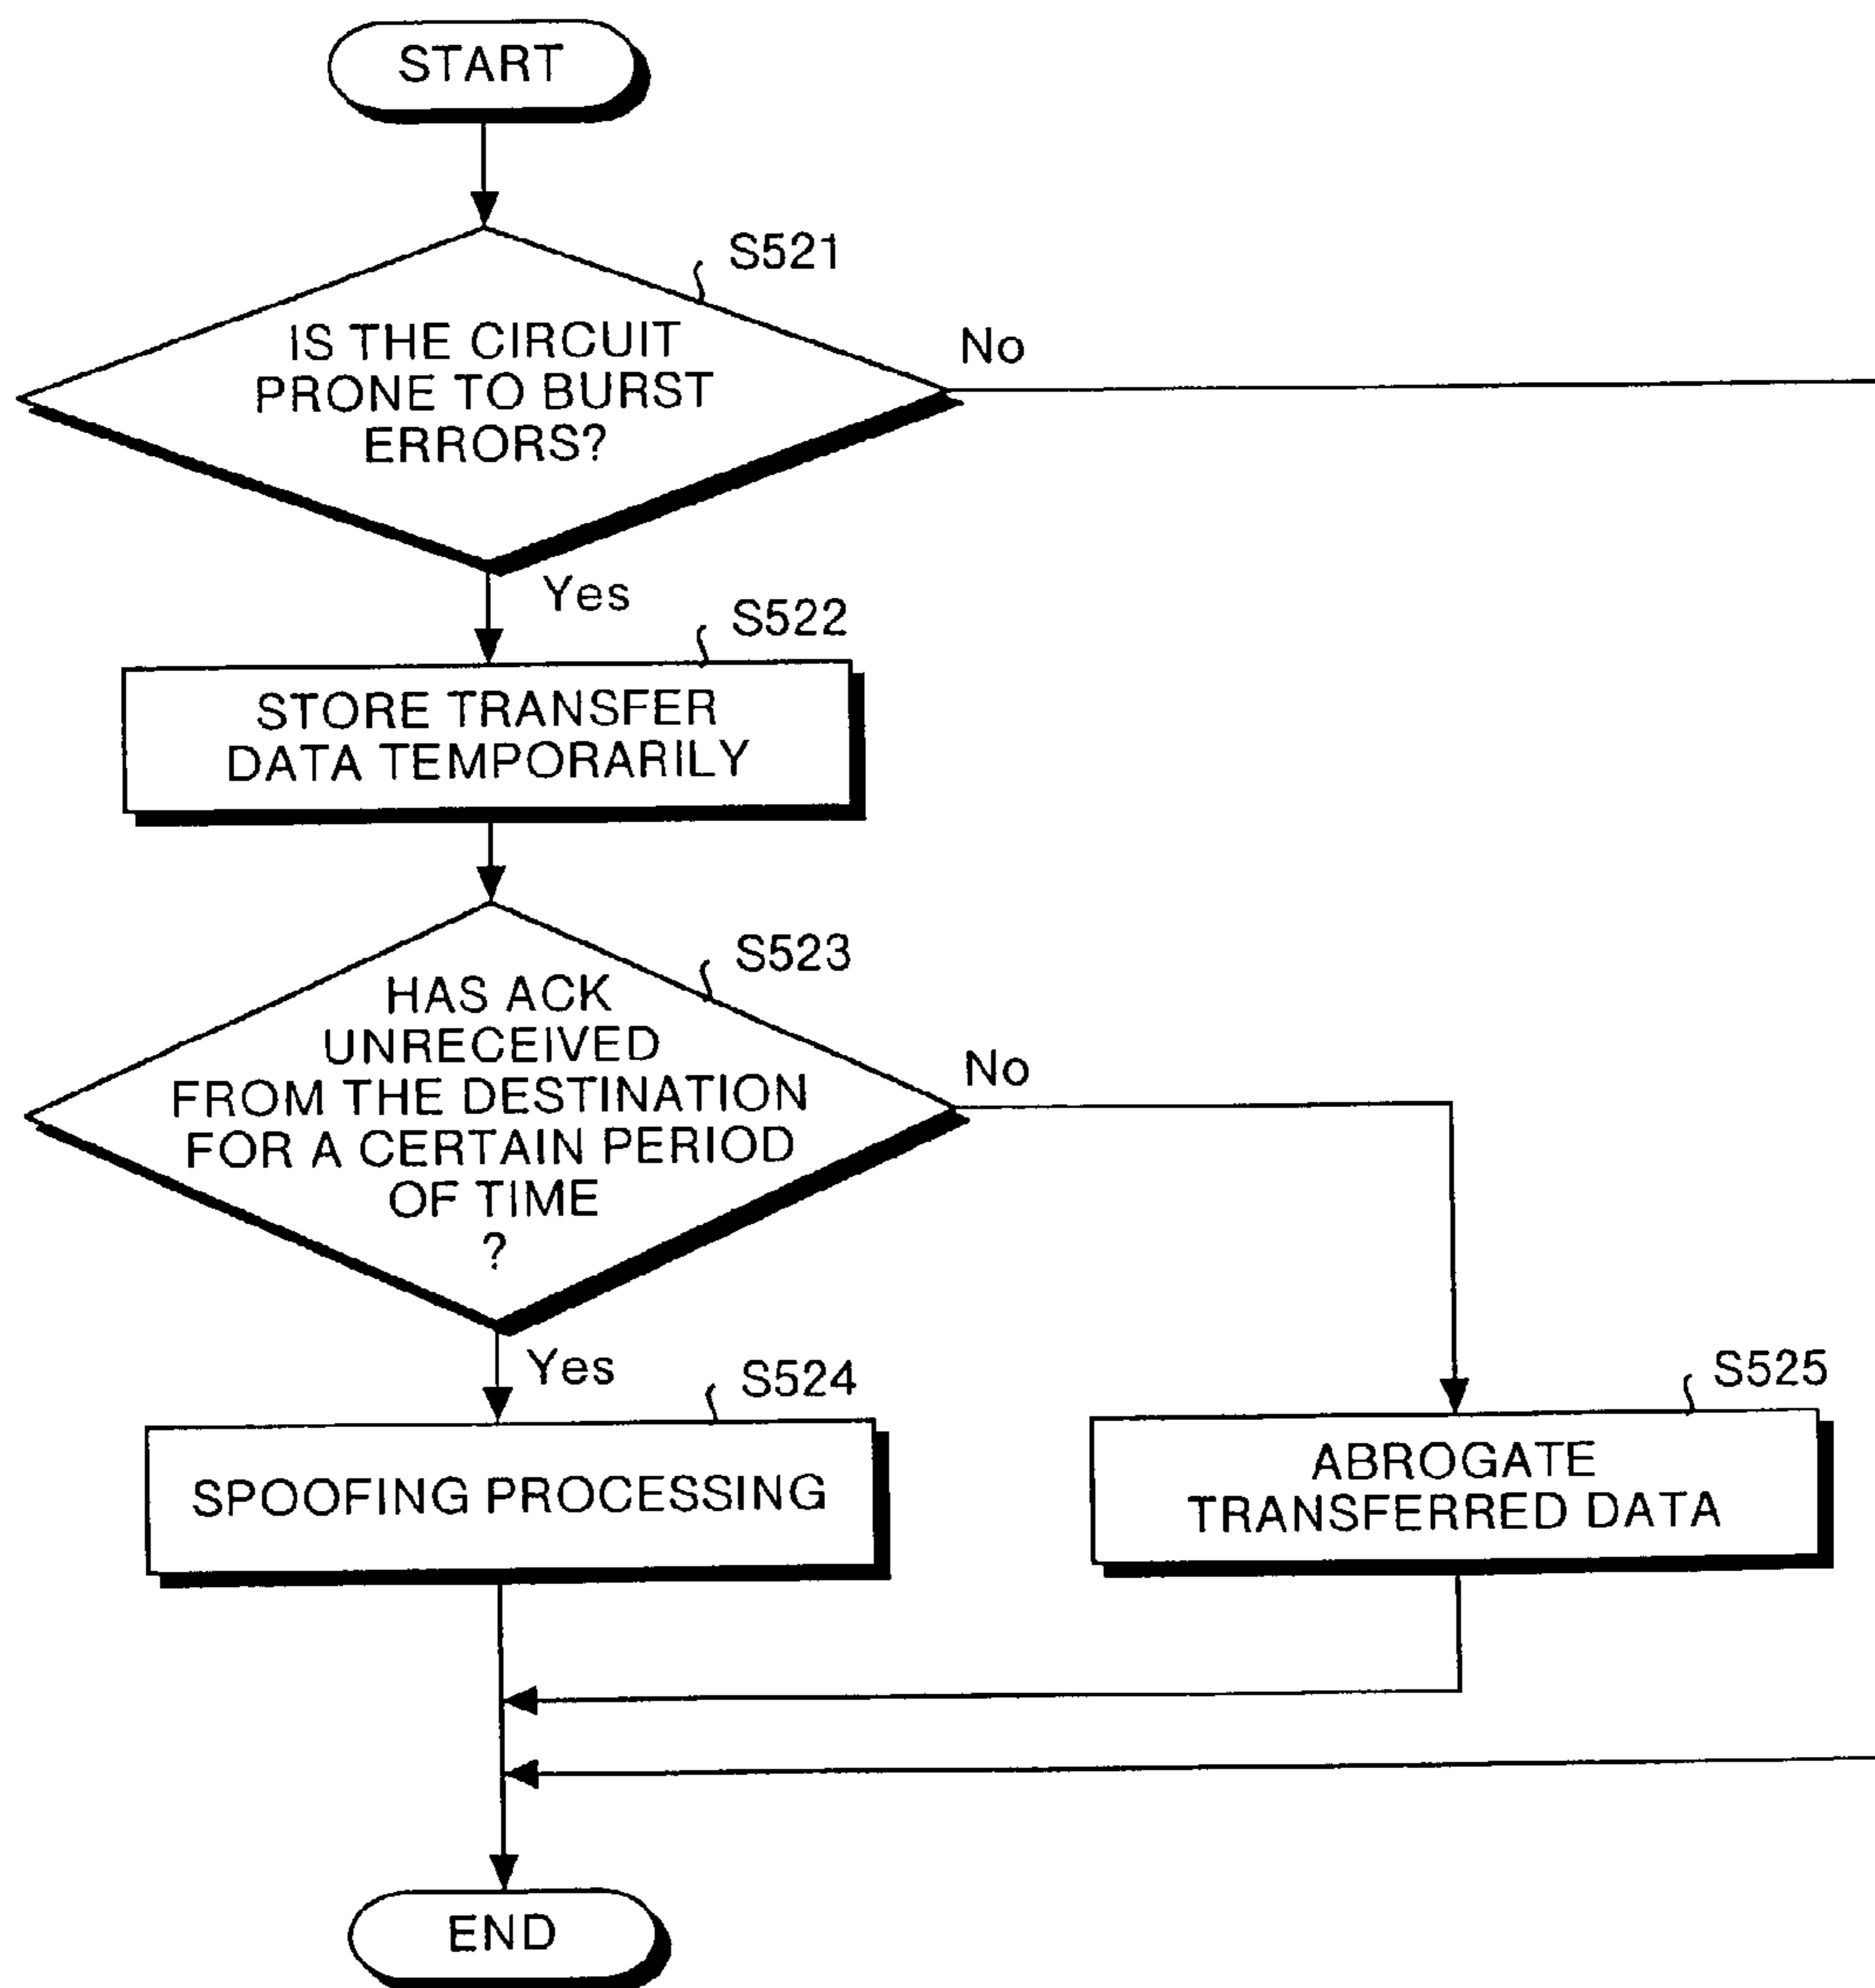 START
S521
IS THE CIRCUIT
PRONE TO BURST
ERRORS?
No
Yes
S522
STORE TRANSFER
DATA TEMPORARILY
S523
HAS ACK
UNRECEIVED
FROM THE DESTINATION
FOR A CERTAIN PERIOD
OF TIME
?
No
Yes
S524
SPOOFING PROCESSING
S525
ABROGATE
TRANSFERRED DATA
END